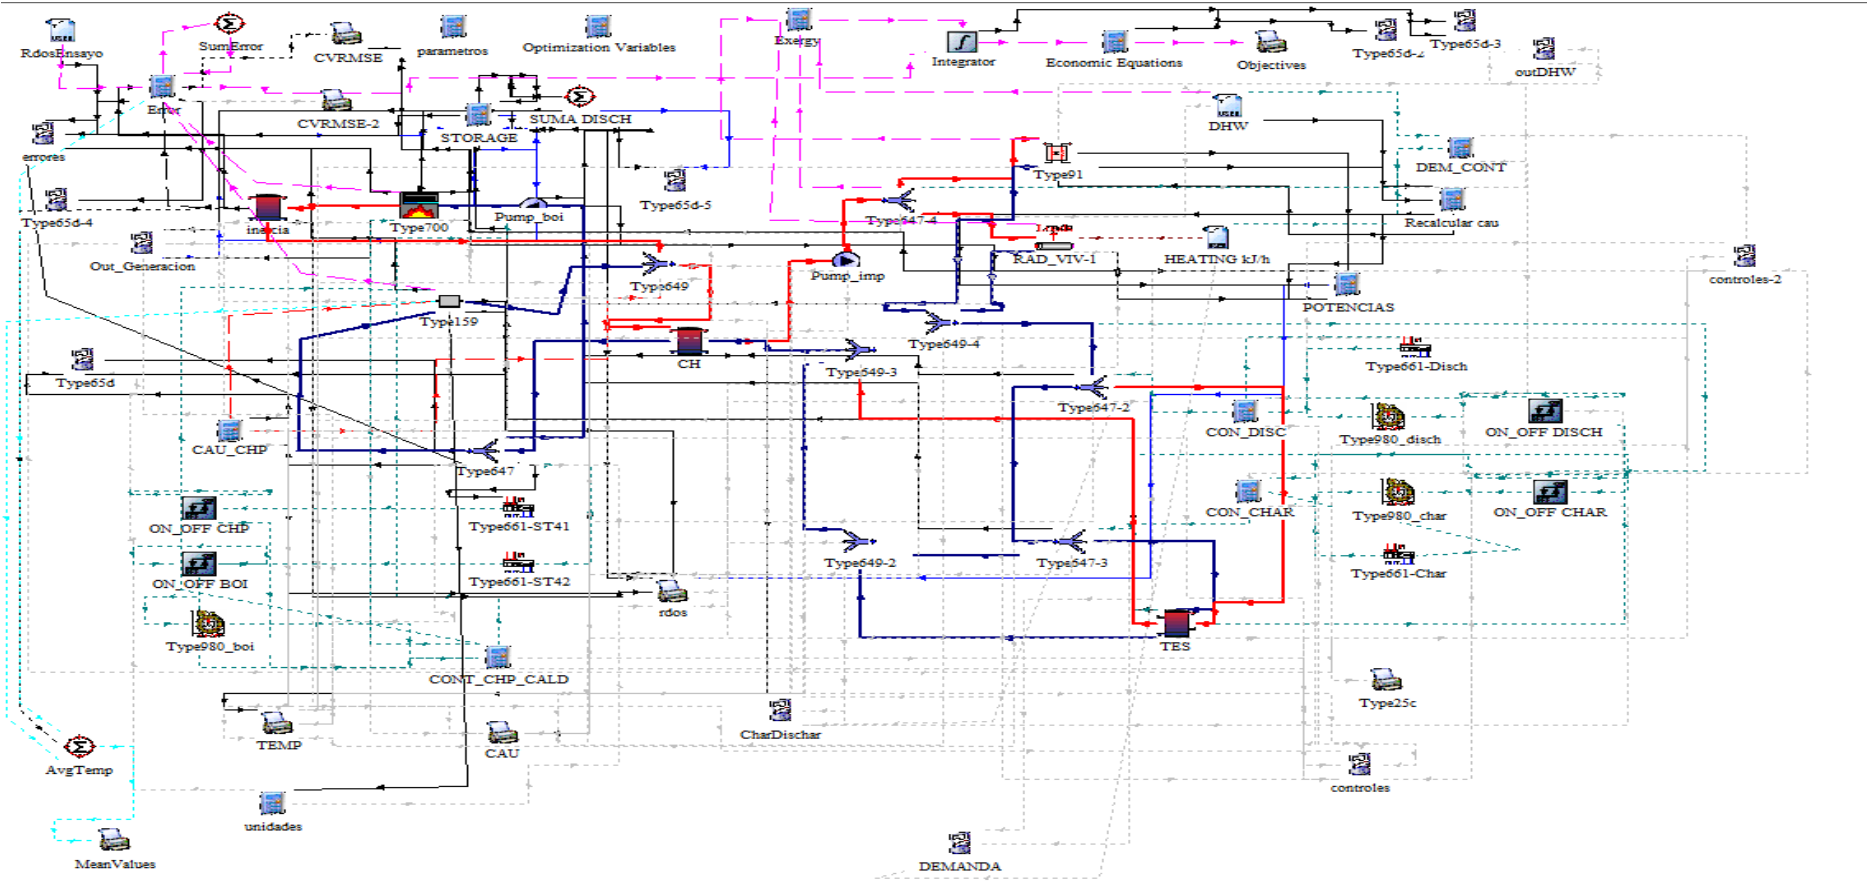 RdosEnsayo
SumError
CVRMSE
parametros
Optimization Variables
Exergy
Integrator
Economic Equations
Objectives
Type65d-2
Type65d-3
outDHW
Error
CVRMSE-2
STORAGE
SUMA DISCH
DHW
errores
DEM_CONT
Type91
Type65d-4
inercia
Type700
Pump_boi
Type65d-5
Type647-4
Recalcular cau
Out_Generacion
Type649
Pump_imp
RAD_VIV-1
HEATING kJ/h
controles-2
POTENCIAS
Type159
Type649-4
CH
Type649-3
Type661-Disch
Type65d
Type647-2
CAU_CHP
CON_DISC
Type980_disch
ON_OFF DISCH
Type647
ON_OFF CHP
Type661-ST41
CON_CHAR
Type980_char
ON_OFF CHAR
ON_OFF BOI
Type661-ST42
Type649-2
Type647-3
Type661-Char
rdos
Type980_boi
TES
CONT_CHP_CALD
Type25c
TEMP
CAU
CharDischar
AvgTemp
controles
unidades
MeanValues
DEMANDA